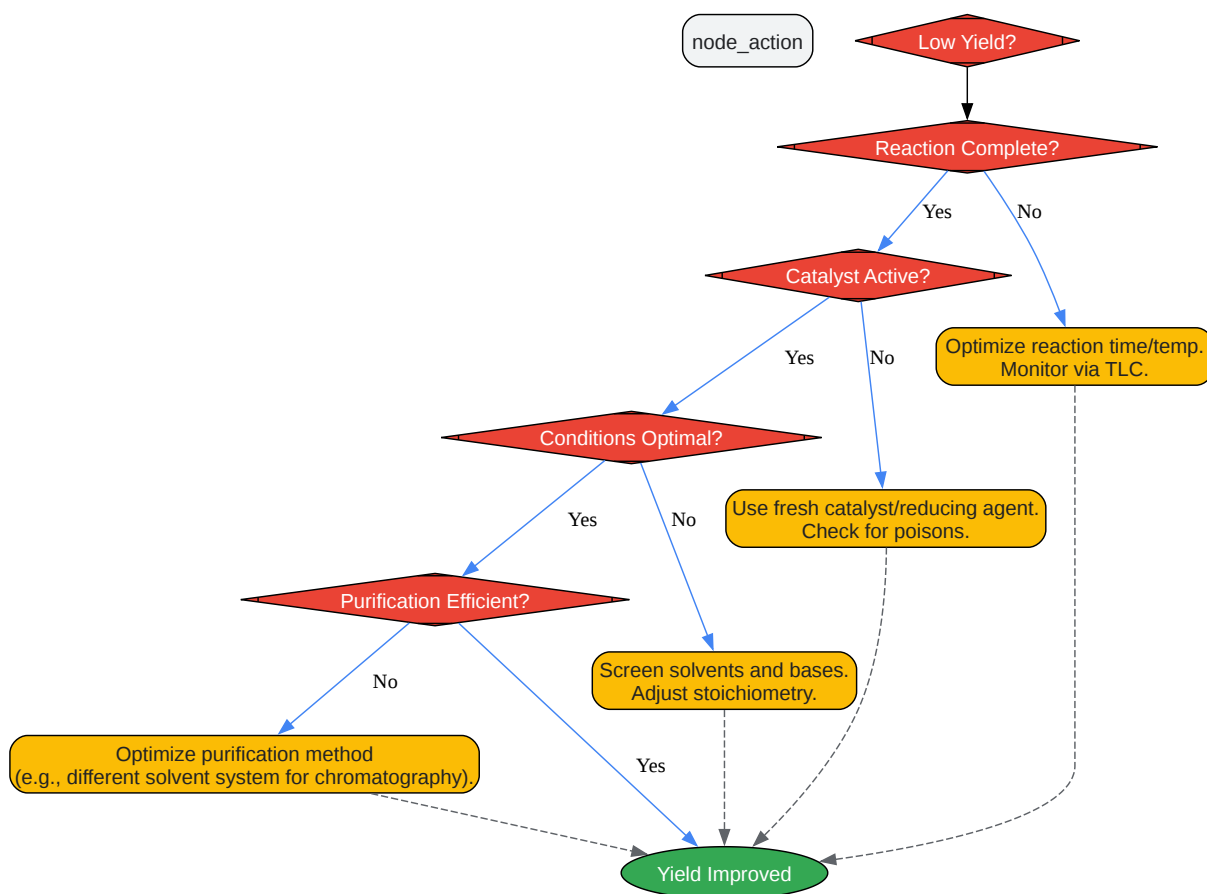 node_action
Low Yield?
Reaction Complete?
Yes
No
Catalyst Active?
Optimize reaction time/temp.
Monitor via TLC.
Yes
No
Conditions Optimal?
Use fresh catalyst/reducing agent.
Check for poisons.
Yes
No
Purification Efficient?
Screen solvents and bases.
Adjust stoichiometry.
No
Optimize purification method
(e.g., different solvent system for chromatography).
Yes
Yield Improved